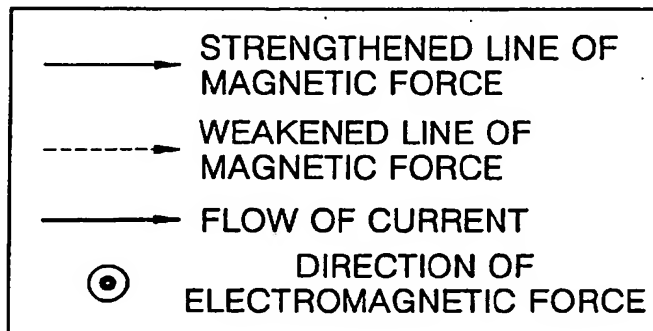 STRENGTHENED LINE OF
MAGNETIC FORCE
WEAKENED LINE OF
MAGNETIC FORCE
FLOW OF CURRENT
DIRECTION OF
ELECTROMAGNETIC FORCE